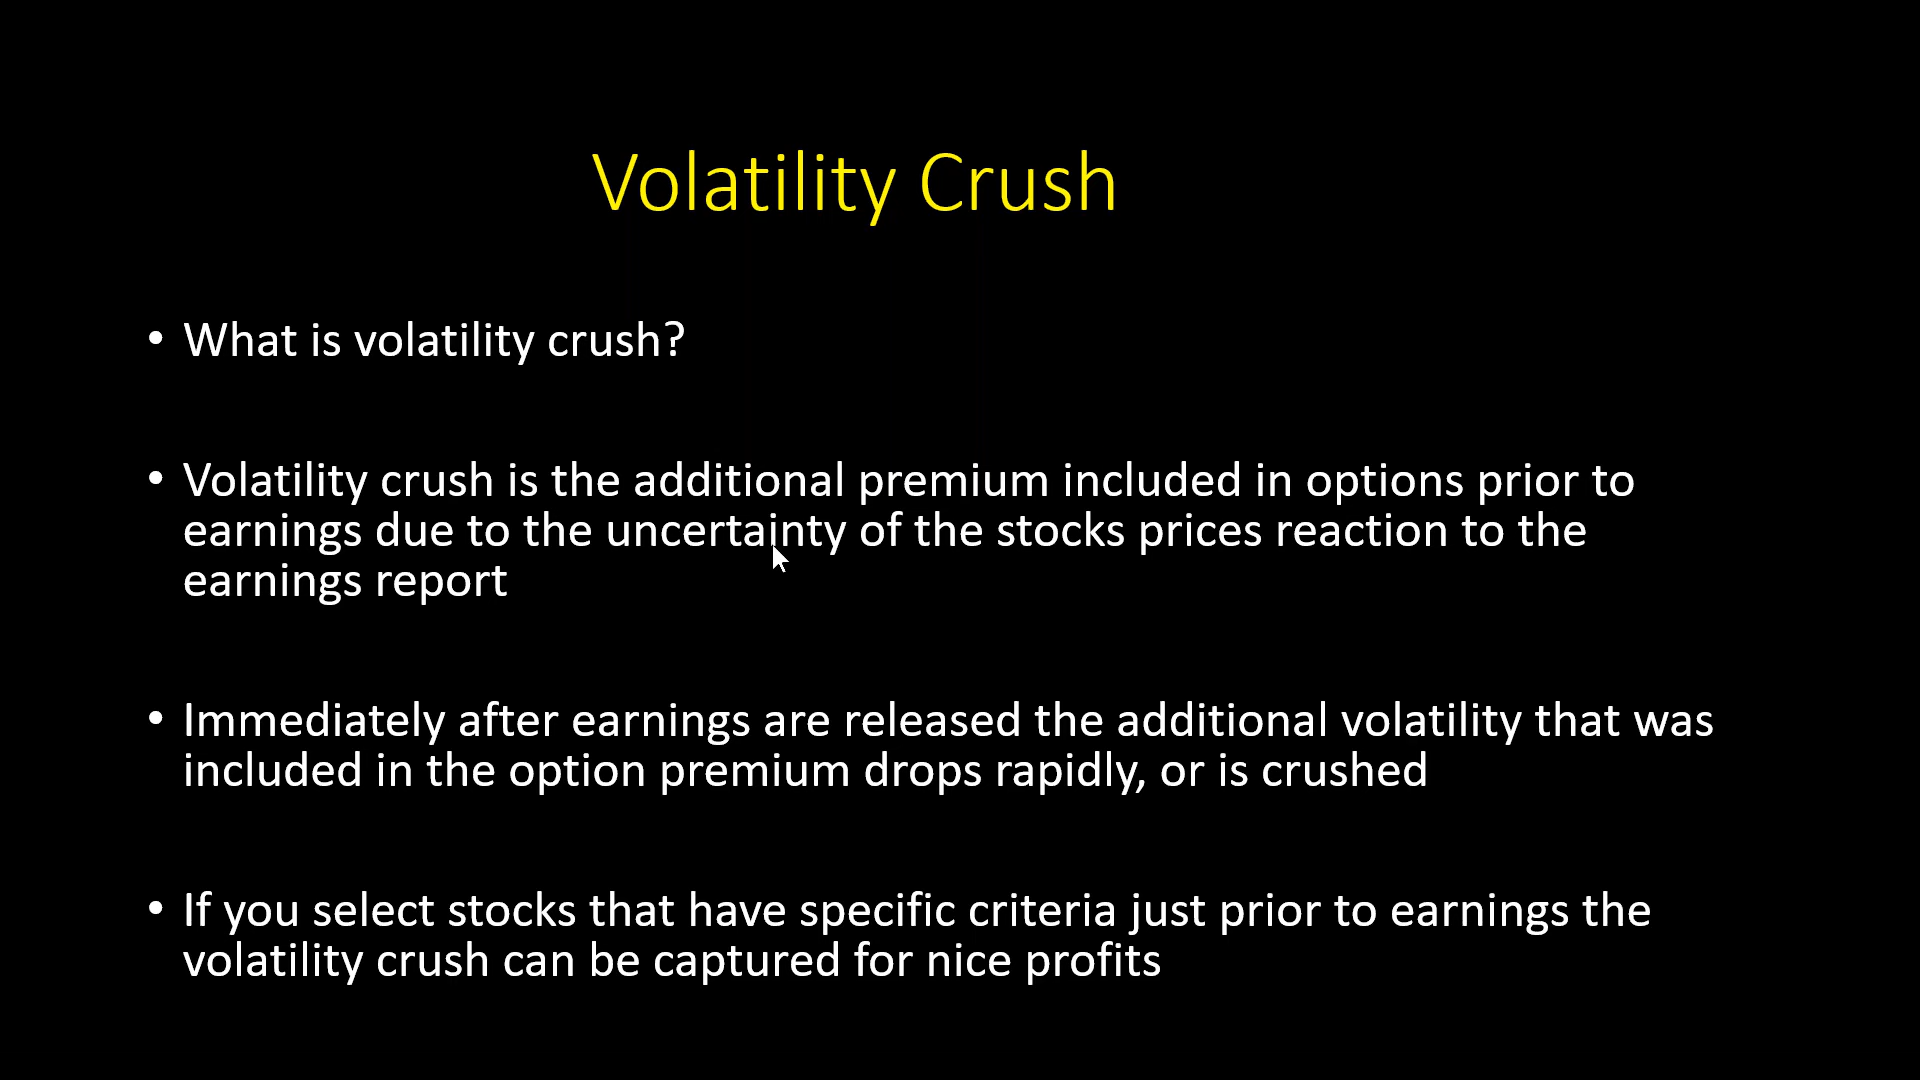 Volatility Crush
• What is volatility crush?
• Volatility crush is the additional premium included in options prior to
earnings due to the uncertainty of the stocks prices reaction to the
earnings report
• Immediately after earnings are released the additional volatility that was
included in the option premium drops rapidly, or is crushed
• If you select stocks that have specific criteria just prior to earnings the
volatility crush can be captured for nice profits